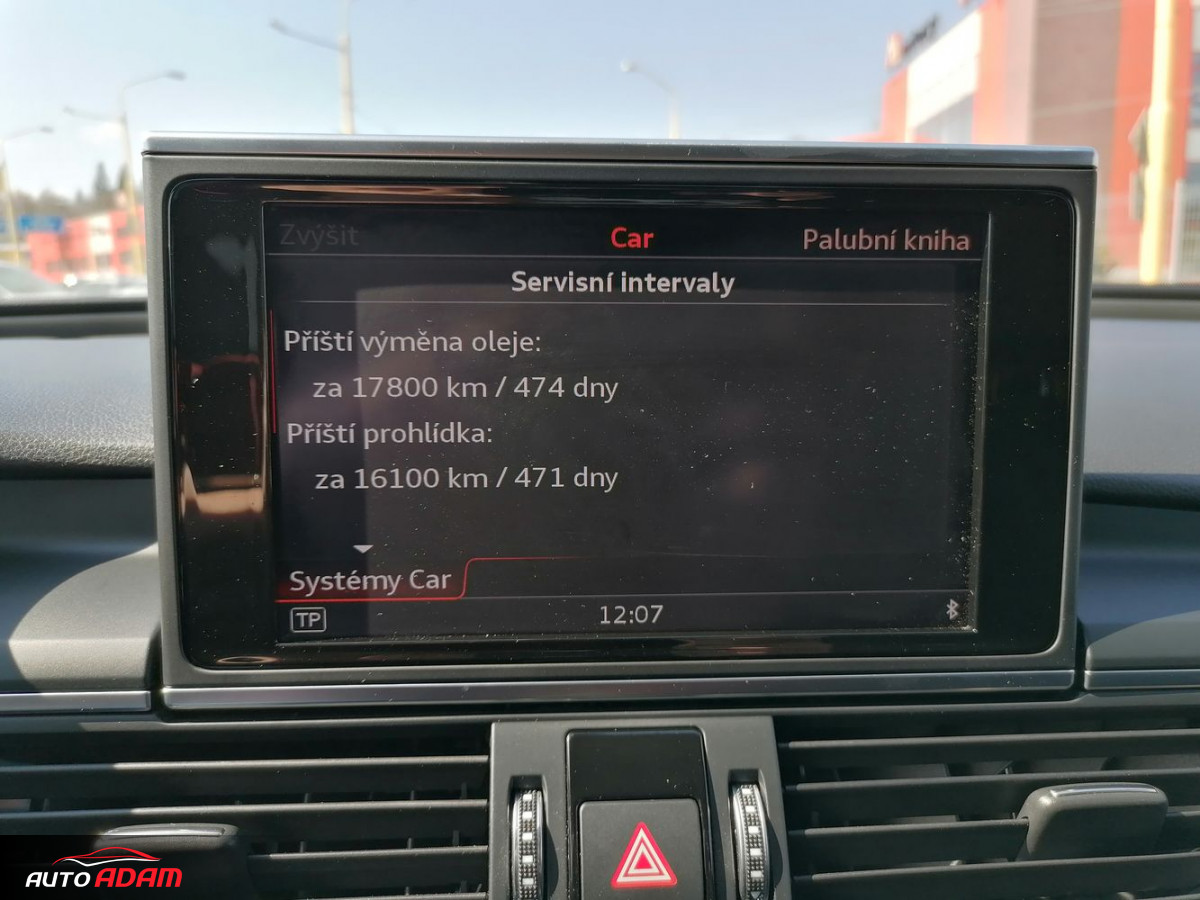 Zvýšit Car Palubní kniha
Servisní intervaly
Příští výměna oleje:
za 17800 km / 474 dny
Příští prohlídka:
za 16100 km / 471 dny
Systémy Car
TP 12:07
AUTO ADAM